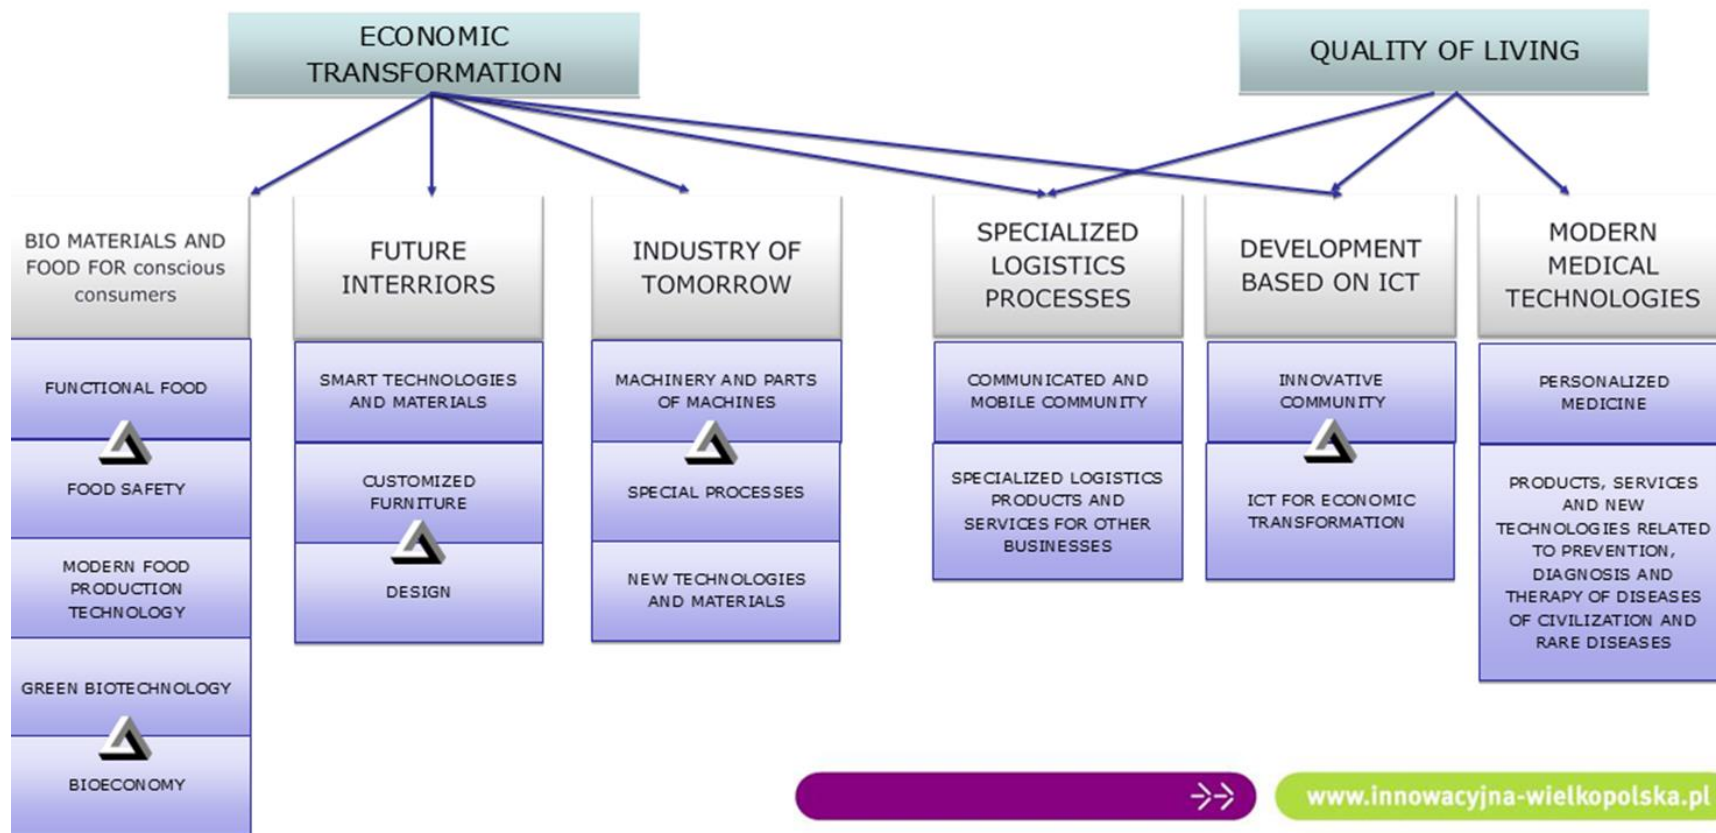 ECONOMIC
TRANSFORMATION
QUALITY OF LIVING
BIO MATERIALS AND
FOOD FOR conscious
consumers
FUNCTIONAL FOOD
FOOD SAFETY
MODERN FOOD
PRODUCTION
TECHNOLOGY
GREEN BIOTECHNOLOGY
BIOECONOMY
FUTURE
INTERRIORS
SMART TECHNOLOGIES
AND MATERIALS
CUSTOMIZED
FURNITURE
DESIGN
INDUSTRY OF
TOMORROW
MACHINERY AND PARTS
OF MACHINES
SPECIAL PROCESSES
NEW TECHNOLOGIES
AND MATERIALS
SPECIALIZED
LOGISTICS
PROCESSES
COMMUNICATED AND
MOBILE COMMUNITY
SPECIALIZED LOGISTICS
PRODUCTS AND
SERVICES FOR OTHER
BUSINESSES
DEVELOPMENT
BASED ON ICT
INNOVATIVE
COMMUNITY
ICT FOR ECONOMIC
TRANSFORMATION
MODERN
MEDICAL
TECHNOLOGIES
PERSONALIZED
MEDICINE
PRODUCTS, SERVICES
AND NEW
TECHNOLOGIES RELATED
TO PREVENTION,
DIAGNOSIS AND
THERAPY OF DISEASES
OF CIVILIZATION AND
RARE DISEASES
www.innowacyjna-wielkopolska.pl